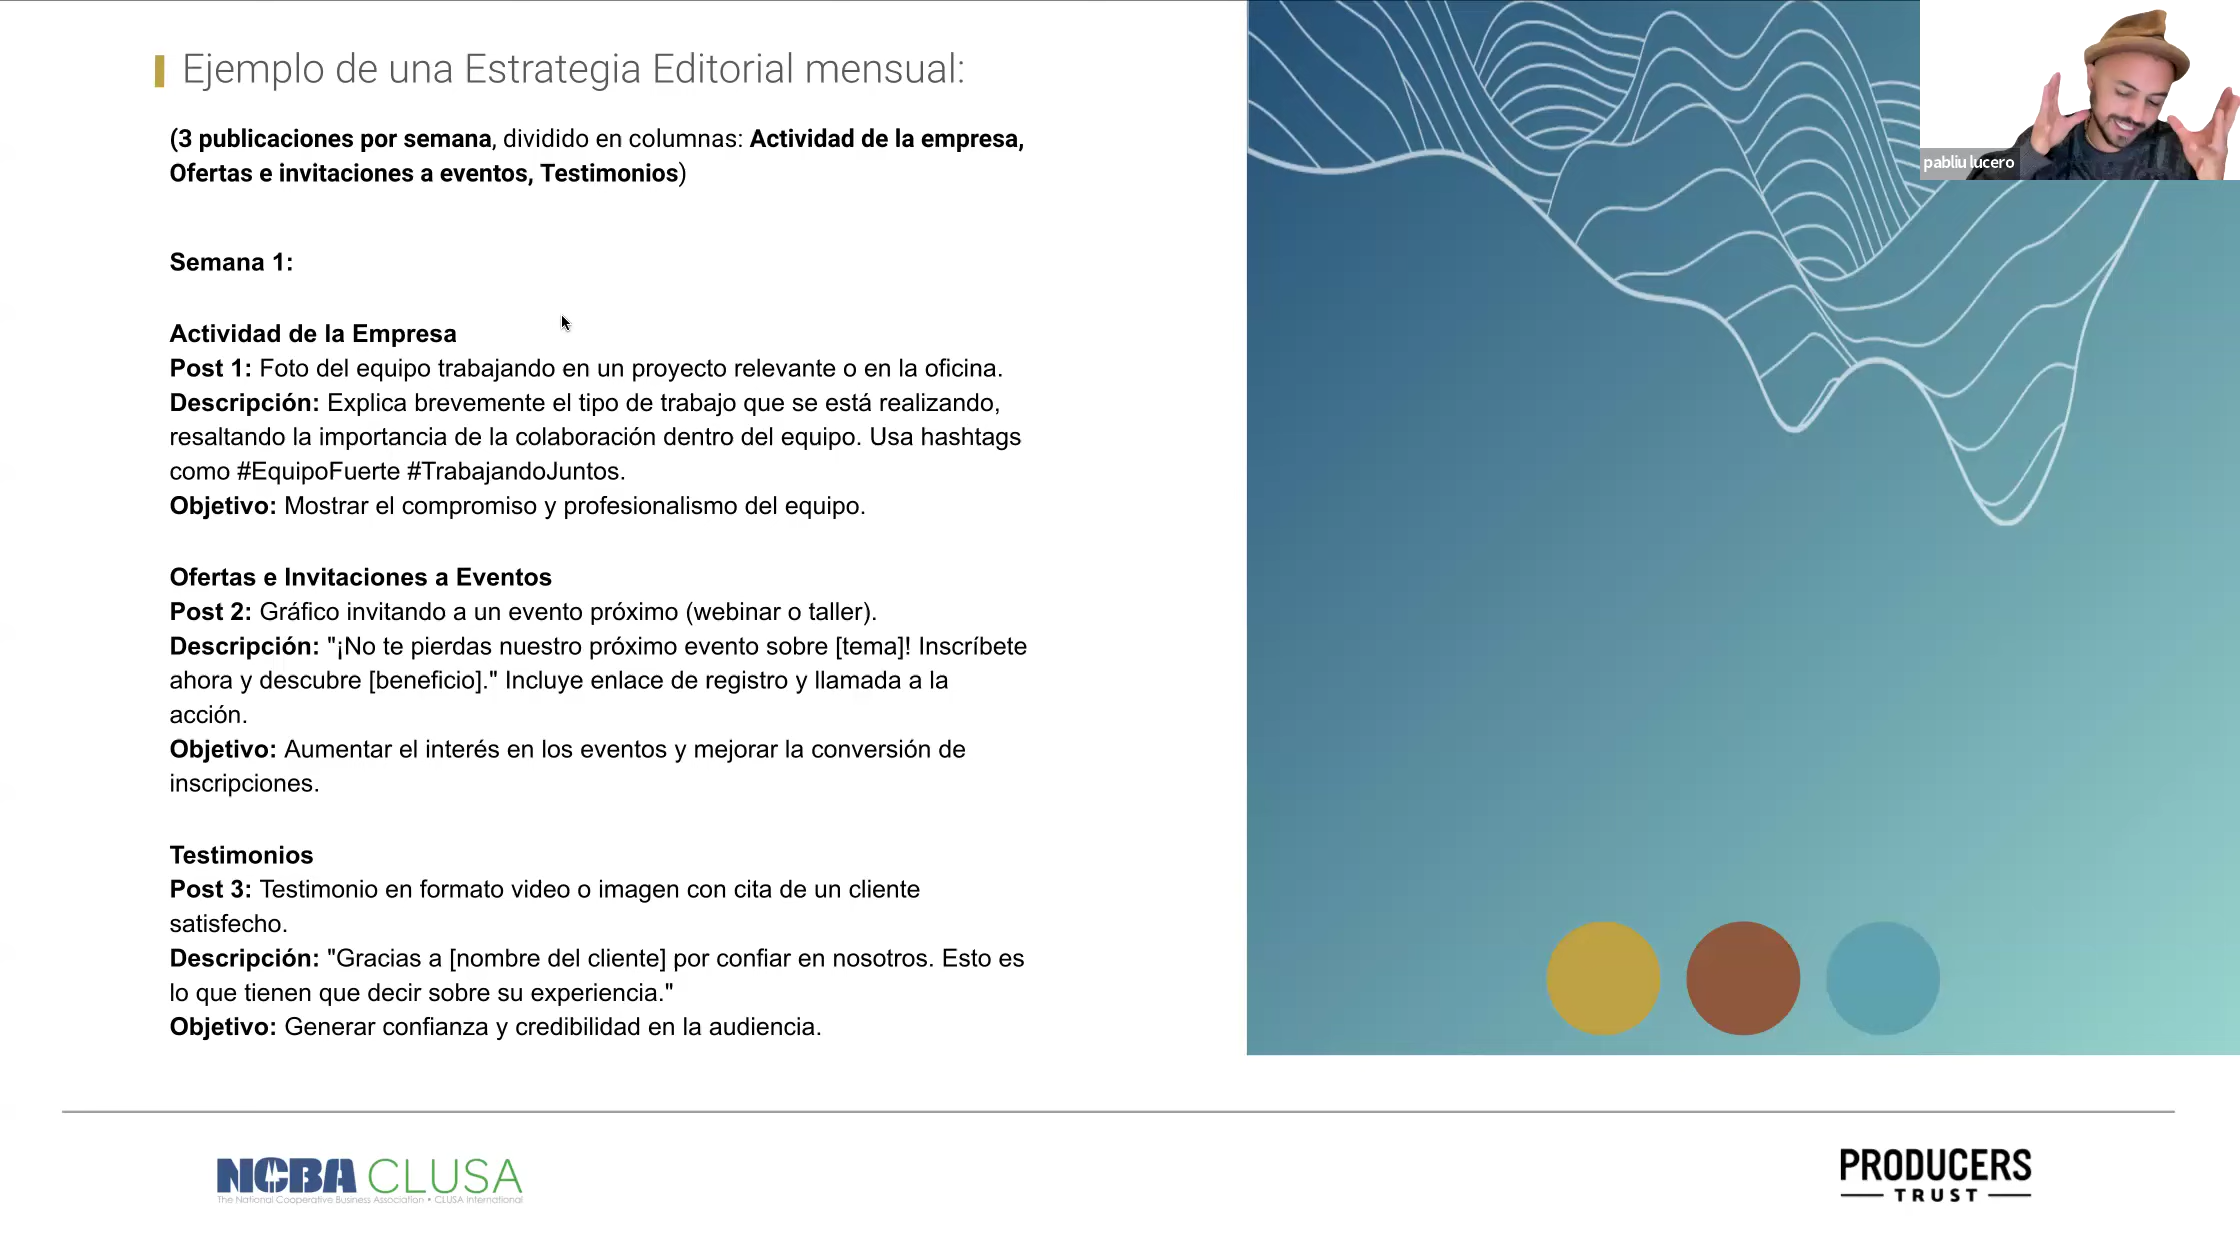 Ejemplo de una Estrategia Editorial mensual:
(3 publicaciones por semana, dividido en columnas: Actividad de la empresa,
Ofertas e invitaciones a eventos, Testimonios)
Semana 1:
Actividad de la Empresa
Post 1: Foto del equipo trabajando en un proyecto relevante o en la oficina.
Descripción: Explica brevemente el tipo de trabajo que se está realizando,
resaltando la importancia de la colaboración dentro del equipo. Usa hashtags
como #EquipoFuerte #TrabajandoJuntos.
Objetivo: Mostrar el compromiso y profesionalismo del equipo.
Ofertas e Invitaciones a Eventos
Post 2: Gráfico invitando a un evento próximo (webinar o taller).
Descripción: "¡No te pierdas nuestro próximo evento sobre [tema]! Inscríbete
ahora y descubre [beneficio]." Incluye enlace de registro y llamada a la
acción.
Objetivo: Aumentar el interés en los eventos y mejorar la conversión de
inscripciones.
Testimonios
Post 3: Testimonio en formato video o imagen con cita de un cliente
satisfecho.
Descripción: "Gracias a [nombre del cliente] por confiar en nosotros. Esto es
lo que tienen que decir sobre su experiencia."
Objetivo: Generar confianza y credibilidad en la audiencia.
pabliu lucero
NCBA CLUSA
The National Cooperative Business Association • CLUSA International
PRODUCERS
TRUST